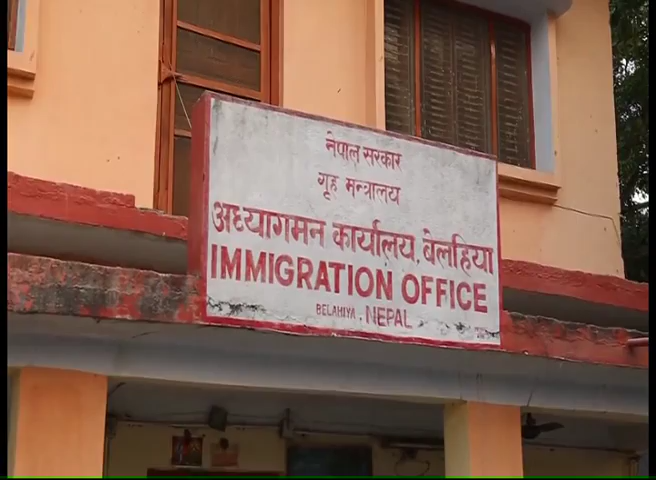 नेपाल सरकार
गृह मन्त्रालय
अध्यागमन कार्यालय, बेलहिया
IMMIGRATION OFFICE
BELAHIYA . NEPAL